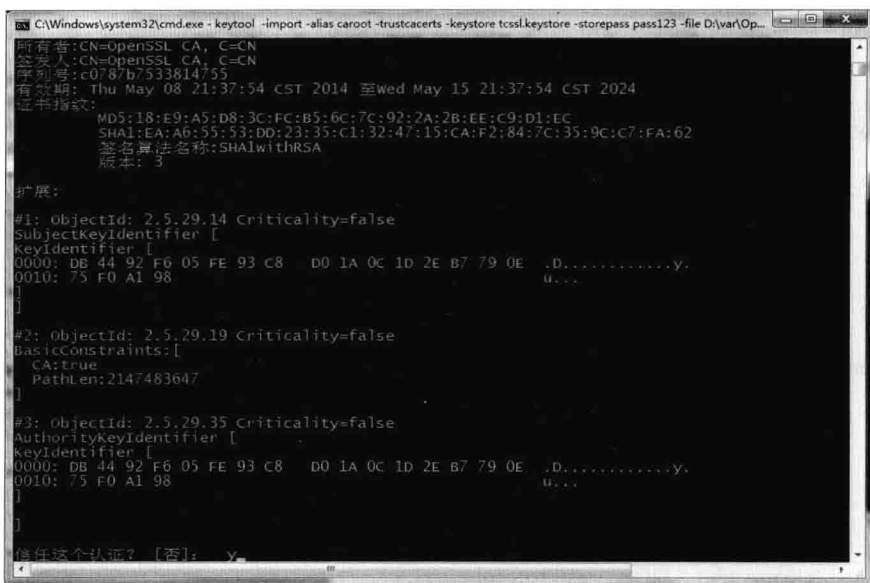 C:\Windows\system32\cmd.exe - keytool -import -alias caroot -trustcacerts -keystore tcssl.keystore -storepass pass123 -file D:\var\Op...
所有者:CN=OpenSSL CA, C=CN
签发人:CN=OpenSSL CA, C=CN
序列号:c0787b7533814755
有效期: Thu May 08 21:37:54 CST 2014 至Wed May 15 21:37:54 CST 2024
证书指纹:
MD5:18:E9:A5:D8:3C:FC:B5:6C:7C:92:2A:2B:EE:C9:D1:EC
SHA1:EA:A6:55:53:DD:23:35:C1:32:47:15:CA:F2:84:7C:35:9C:C7:FA:62
签名算法名称:SHA1withRSA
版本: 3
扩展:
#1: ObjectId: 2.5.29.14 Criticality=false
SubjectKeyIdentifier [
KeyIdentifier [
0000: DB 44 92 F6 05 FE 93 C8 D0 1A 0C 1D 2E B7 79 0E .D............y.
0010: 75 F0 A1 98 u...
]
]
#2: ObjectId: 2.5.29.19 Criticality=false
BasicConstraints:[
CA:true
PathLen:2147483647
]
#3: ObjectId: 2.5.29.35 Criticality=false
AuthorityKeyIdentifier [
KeyIdentifier [
0000: DB 44 92 F6 05 FE 93 C8 D0 1A 0C 1D 2E B7 79 0E .D............y.
0010: 75 F0 A1 98 u...
]
]
信任这个认证? [否]: y_